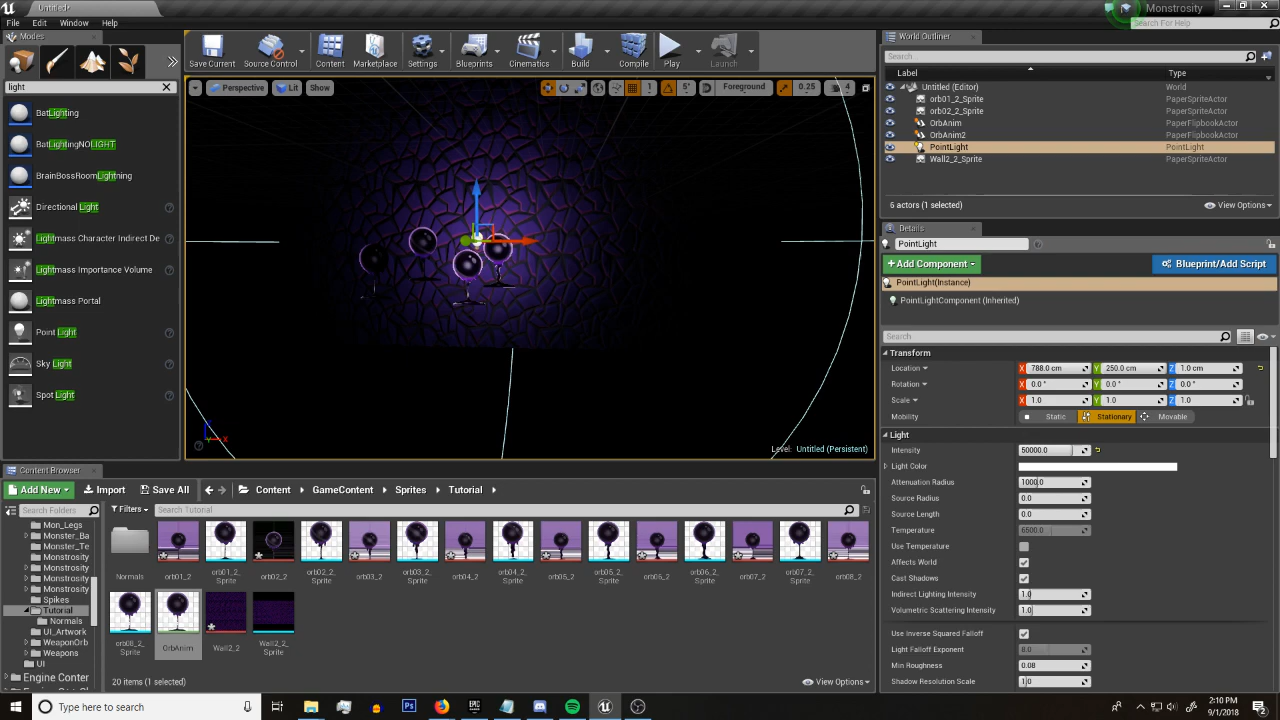 Untitled*
Monstrosity
File Edit Window Help
Search For Help
Modes
light
BatLighting
BatLightingNOLIGHT
BrainBossRoomLighting
Directional Light
Lightmass Character Indirect De
Lightmass Importance Volume
Lightmass Portal
Point Light
Sky Light
Spot Light
Save Current Source Control Content Marketplace Settings Blueprints Cinematics Build Compile Play Launch
Perspective Lit Show 1 5° Foreground 0.25 4
Level: Untitled (Persistent)
World Outliner
Search
Label Type
Untitled (Editor) World
orb01_2_Sprite PaperSpriteActor
orb02_2_Sprite PaperSpriteActor
OrbAnim PaperFlipbookActor
OrbAnim2 PaperFlipbookActor
PointLight PointLight
Wall2_2_Sprite PaperSpriteActor
6 actors (1 selected) View Options
Details
PointLight
+ Add Component Blueprint/Add Script
PointLight(Instance)
PointLightComponent (Inherited)
Search
Transform
Location X 788.0 cm Y 250.0 cm Z 1.0 cm
Rotation X 0.0 ° Y 0.0 ° Z 0.0 °
Scale X 1.0 Y 1.0 Z 1.0
Mobility Static Stationary Movable
Light
Intensity 50000.0
Light Color
Attenuation Radius 1000.0
Source Radius 0.0
Source Length 0.0
Temperature 6500.0
Use Temperature
Affects World
Cast Shadows
Indirect Lighting Intensity 1.0
Volumetric Scattering Intensity 1.0
Use Inverse Squared Falloff
Light Falloff Exponent 8.0
Min Roughness 0.08
Shadow Resolution Scale 1.0
Content Browser
Add New Import Save All Content GameContent Sprites Tutorial
Search Folders Filters Search Tutorial
Mon_Legs
Monster_Ba
Monster_Te
Monstrosity
Monstrosity
Monstrosity
Spikes
Tutorial
Normals
UI_Artwork
WeaponOrb
Weapons
UI
Engine Conter
Normals orb01_2 orb01_2_Sprite orb02_2 orb02_2_Sprite orb03_2 orb03_2_Sprite orb04_2 orb04_2_Sprite orb05_2 orb05_2_Sprite orb06_2 orb06_2_Sprite orb07_2 orb07_2_Sprite orb08_2
orb08_2_Sprite OrbAnim Wall2_2 Wall2_2_Sprite
20 items (1 selected) View Options
Type here to search
2:10 PM
9/1/2018